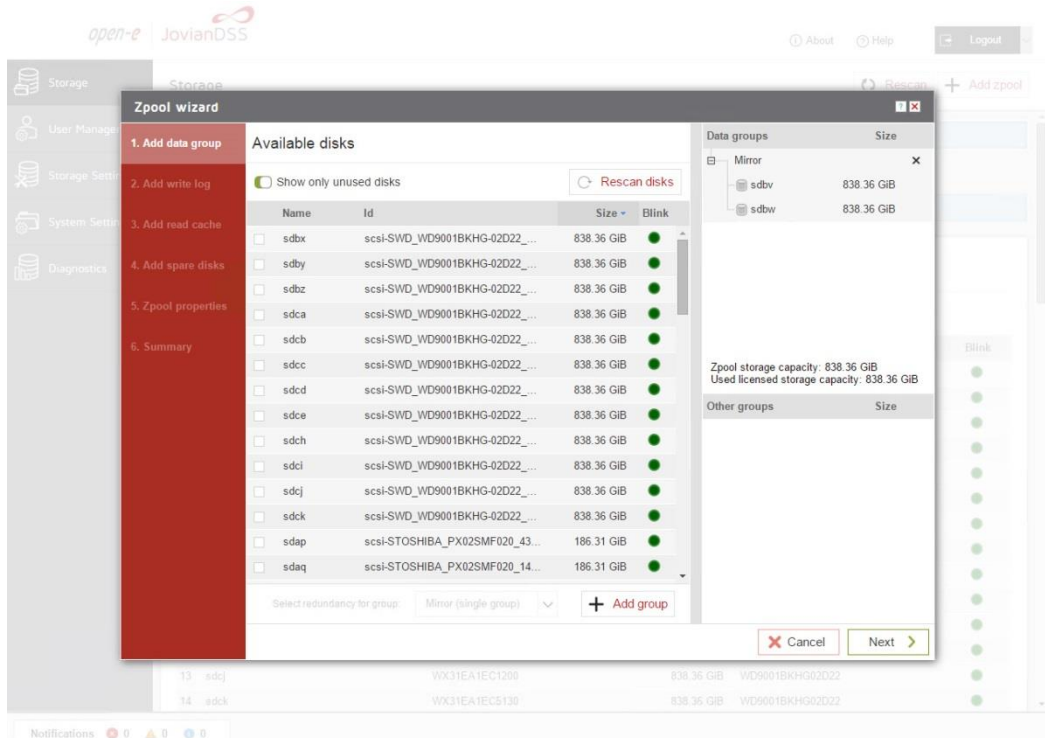 open-e JovianDSS
About Help Logout
Storage Storage Rescan + Add zpool
Zpool wizard
User Manage
Storage Settin
System Settin
Diagnostics
1. Add data group
2. Add write log
3. Add read cache
4. Add spare disks
5. Zpool properties
6. Summary
Available disks
Show only unused disks Rescan disks
Name Id Size Blink
sdbx scsi-SWD_WD9001BKHG-02D22_... 838.36 GiB
sdby scsi-SWD_WD9001BKHG-02D22_... 838.36 GiB
sdbz scsi-SWD_WD9001BKHG-02D22_... 838.36 GiB
sdca scsi-SWD_WD9001BKHG-02D22_... 838.36 GiB
sdcb scsi-SWD_WD9001BKHG-02D22_... 838.36 GiB
sdcc scsi-SWD_WD9001BKHG-02D22_... 838.36 GiB
sdcd scsi-SWD_WD9001BKHG-02D22_... 838.36 GiB
sdce scsi-SWD_WD9001BKHG-02D22_... 838.36 GiB
sdch scsi-SWD_WD9001BKHG-02D22_... 838.36 GiB
sdci scsi-SWD_WD9001BKHG-02D22_... 838.36 GiB
sdcj scsi-SWD_WD9001BKHG-02D22_... 838.36 GiB
sdck scsi-SWD_WD9001BKHG-02D22_... 838.36 GiB
sdap scsi-STOSHIBA_PX02SMF020_43... 186.31 GiB
sdaq scsi-STOSHIBA_PX02SMF020_14... 186.31 GiB
Select redundancy for group: Mirror (single group) + Add group
Data groups Size
Mirror
sdbv 838.36 GiB
sdbw 838.36 GiB
Zpool storage capacity: 838.36 GiB
Used licensed storage capacity: 838.36 GiB
Other groups Size
Cancel Next
Blink
13 sdcj WX31EA1EC1200 838.36 GiB WD9001BKHG02D22
14 sdck WX31EA1EC5130 838.36 GiB WD9001BKHG02D22
Notifications 0 0 0